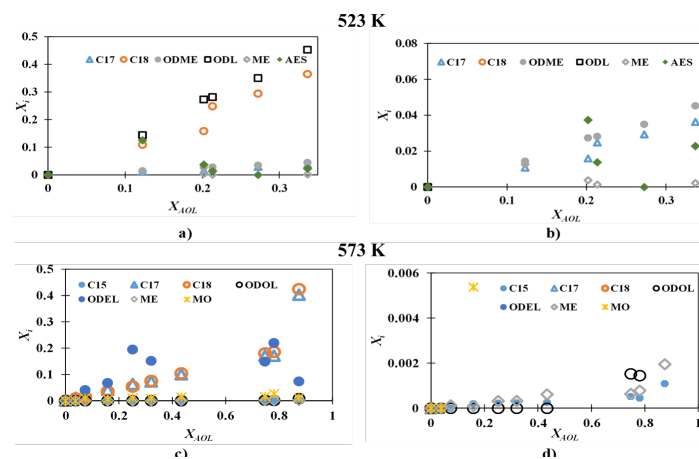 523 K
a)
b)
C17 C18 ODME ODL ME AES
C17 C18 ODME ODL ME AES
0.5
0.4
0.3
0.2
0.1
0
X_i
0 0.1 0.2 0.3
X_AOL
a)
0.08
0.06
0.04
0.02
0
X_i
0 0.1 0.2 0.3
X_AOL
b)
573 K
0.5
0.4
0.3
0.2
0.1
0
X_i
C15 C17 C18 ODOL
ODEL ME MO
0 0.2 0.4 0.6 0.8 1
X_AOL
c)
0.006
0.004
0.002
0
X_i
C15 C17 C18 ODOL
ODEL ME MO
0 0.2 0.4 0.6 0.8 1
X_AOL
d)